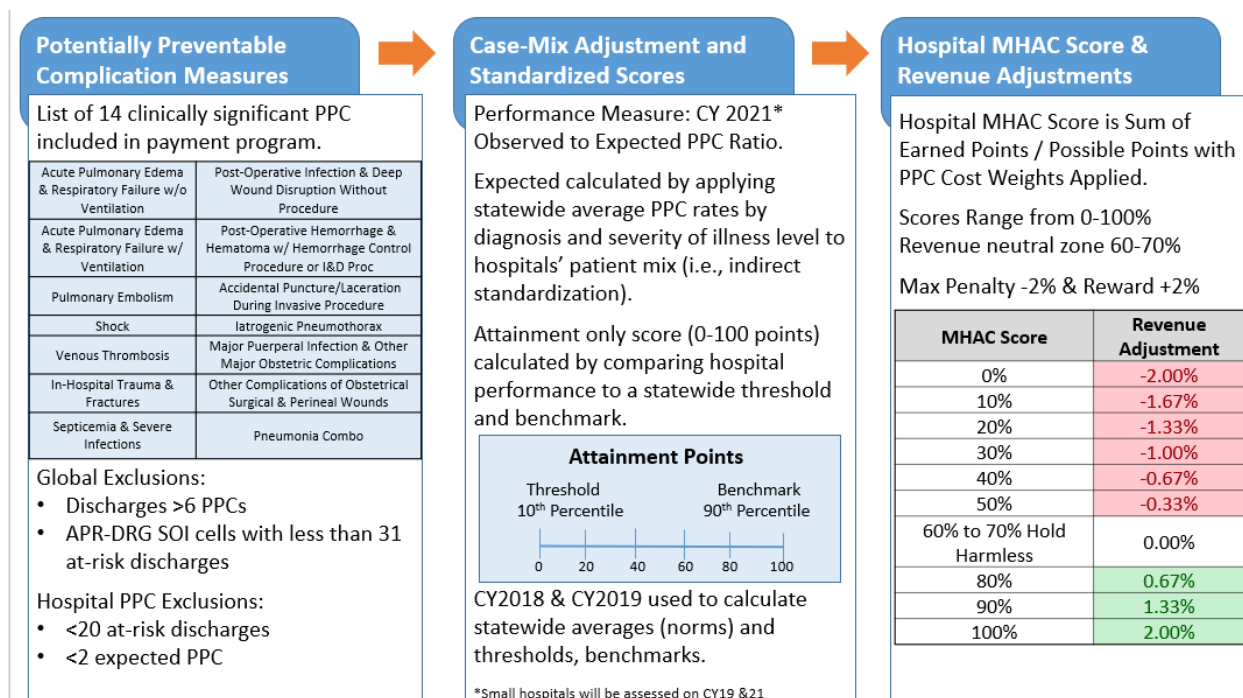 Potentially Preventable
Complication Measures
List of 14 clinically significant PPC
included in payment program.
Acute Pulmonary Edema
& Respiratory Failure w/o
Ventilation
Post-Operative Infection & Deep
Wound Disruption Without
Procedure
Acute Pulmonary Edema
& Respiratory Failure w/
Ventilation
Post-Operative Hemorrhage &
Hematoma w/ Hemorrhage Control
Procedure or I&D Proc
Pulmonary Embolism
Accidental Puncture/Laceration
During Invasive Procedure
Shock
Iatrogenic Pneumothorax
Venous Thrombosis
Major Puerperal Infection & Other
Major Obstetric Complications
In-Hospital Trauma &
Fractures
Other Complications of Obstetrical
Surgical & Perineal Wounds
Septicemia & Severe
Infections
Pneumonia Combo
Global Exclusions:
• Discharges >6 PPCs
• APR-DRG SOI cells with less than 31
at-risk discharges
Hospital PPC Exclusions:
• <20 at-risk discharges
• <2 expected PPC
Case-Mix Adjustment and
Standardized Scores
Performance Measure: CY 2021*
Observed to Expected PPC Ratio.
Expected calculated by applying
statewide average PPC rates by
diagnosis and severity of illness level to
hospitals' patient mix (i.e., indirect
standardization).
Attainment only score (0-100 points)
calculated by comparing hospital
performance to a statewide threshold
and benchmark.
Attainment Points
Threshold
10th Percentile
Benchmark
90th Percentile
0 20 40 60 80 100
CY2018 & CY2019 used to calculate
statewide averages (norms) and
thresholds, benchmarks.
*Small hospitals will be assessed on CY19 &21
Hospital MHAC Score &
Revenue Adjustments
Hospital MHAC Score is Sum of
Earned Points / Possible Points with
PPC Cost Weights Applied.
Scores Range from 0-100%
Revenue neutral zone 60-70%
Max Penalty -2% & Reward +2%
MHAC Score
Revenue
Adjustment
0% -2.00%
10% -1.67%
20% -1.33%
30% -1.00%
40% -0.67%
50% -0.33%
60% to 70% Hold
Harmless
0.00%
80% 0.67%
90% 1.33%
100% 2.00%